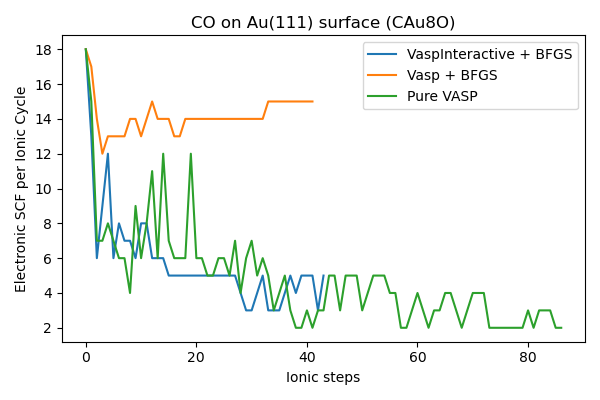 CO on Au(111) surface (CAu8O)
Electronic SCF per Ionic Cycle
18
16
14
12
10
8
6
4
2
VaspInteractive + BFGS
Vasp + BFGS
Pure VASP
0
20
40
60
80
Ionic steps